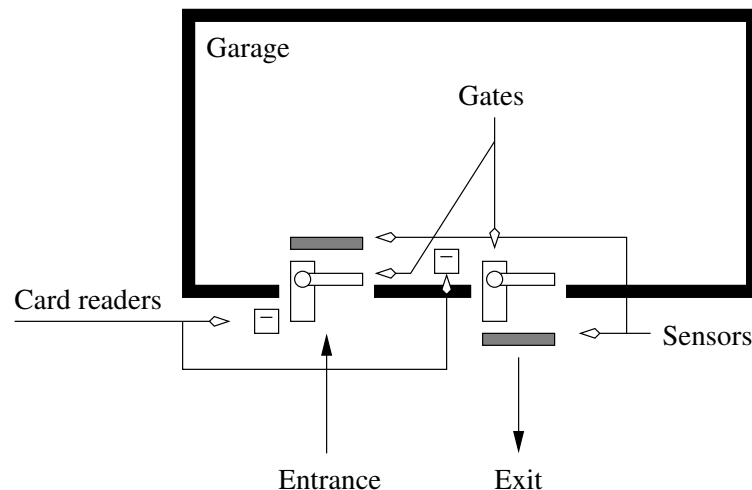 Garage
Gates
Card readers
Sensors
Entrance
Exit